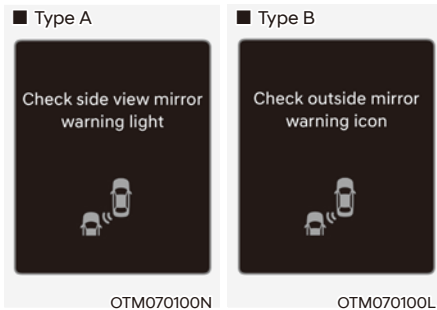 ■ Type A
Check side view mirror
warning light
OTM070100N
■ Type B
Check outside mirror
warning icon
OTM070100L